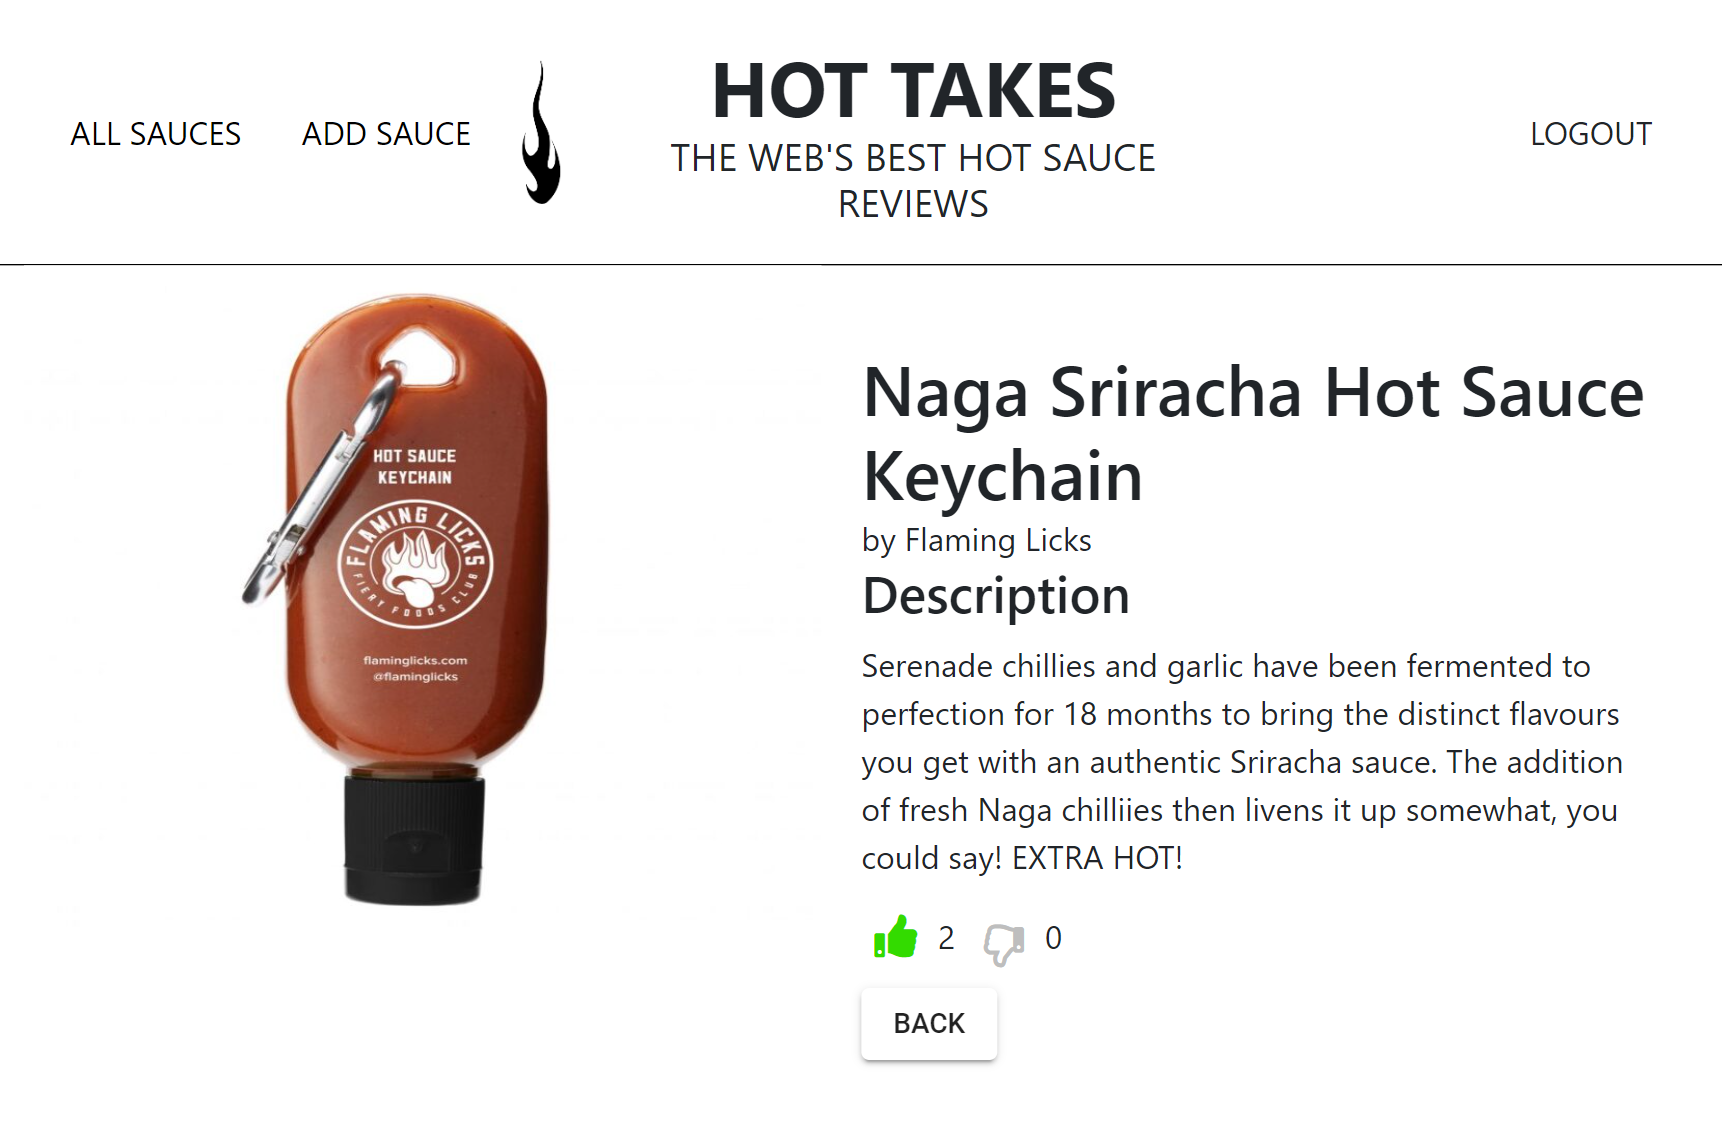 ALL SAUCES
ADD SAUCE
HOT TAKES
THE WEB'S BEST HOT SAUCE
REVIEWS
LOGOUT
HOT SAUCE
KEYCHAIN
FLAMING LICKS
FIERY FOODS CLUB
flaminglicks.com
@flaminglicks
Naga Sriracha Hot Sauce
Keychain
by Flaming Licks
Description
Serenade chillies and garlic have been fermented to
perfection for 18 months to bring the distinct flavours
you get with an authentic Sriracha sauce. The addition
of fresh Naga chilliies then livens it up somewhat, you
could say! EXTRA HOT!
2
0
BACK